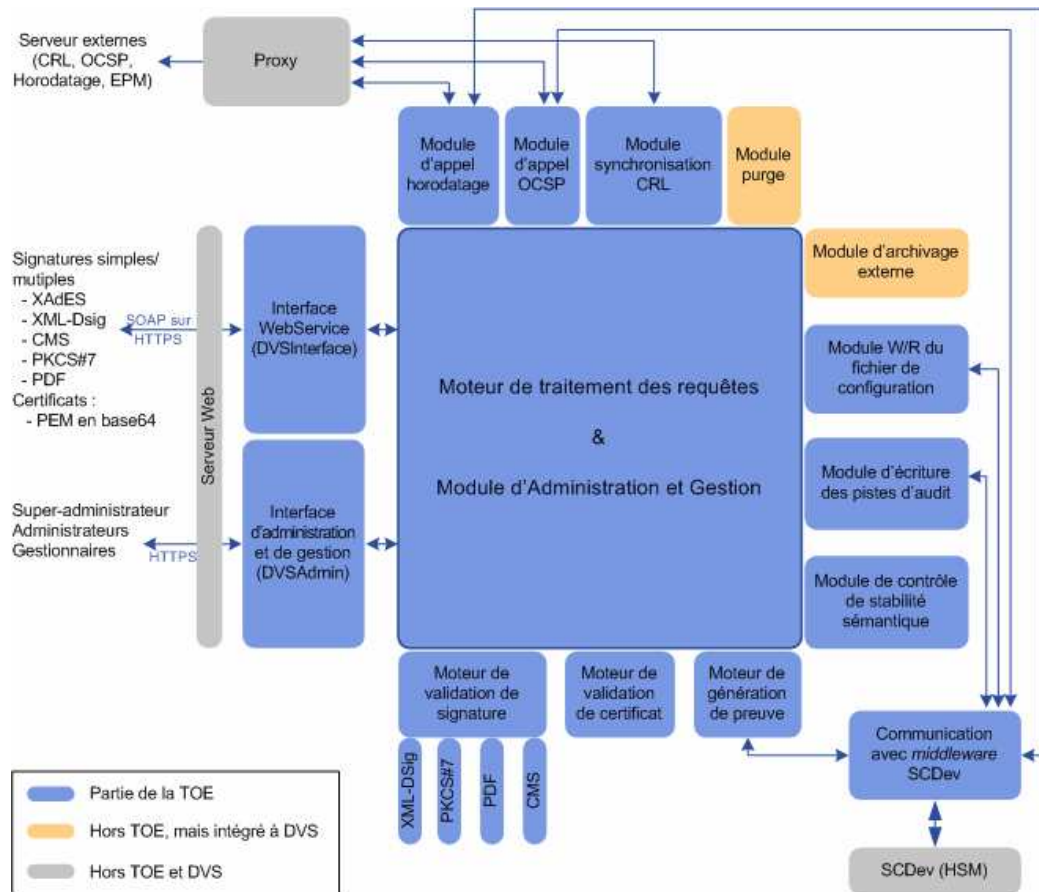 Serveur externes
(CRL, OCSP,
Horodatage, EPM)
Proxy
Module
d'appel
horodatage
Module
d'appel
OCSP
Module
synchronisation
CRL
Module
purge
Module d'archivage
externe
Signatures simples/
mutiples
- XAdES
- XML-Dsig
- CMS
- PKCS#7
- PDF
Certificats :
- PEM en base64
SOAP sur
HTTPS
Serveur Web
Interface
WebService
(DVSInterface)
Moteur de traitement des requêtes
&
Module d'Administration et Gestion
Module W/R du
fichier de
configuration
Module d'écriture
des pistes d'audit
Super-administrateur
Administrateurs
Gestionnaires
HTTPS
Interface
d'administration
et de gestion
(DVSAdmin)
Module de contrôle
de stabilité
sémantique
Moteur de
validation de
signature
Moteur de
validation
de certificat
Moteur de
génération
de preuve
XML-DSig
PKCS#7
PDF
CMS
Communication
avec middleware
SCDev
SCDev (HSM)
Partie de la TOE
Hors TOE, mais intégré à DVS
Hors TOE et DVS